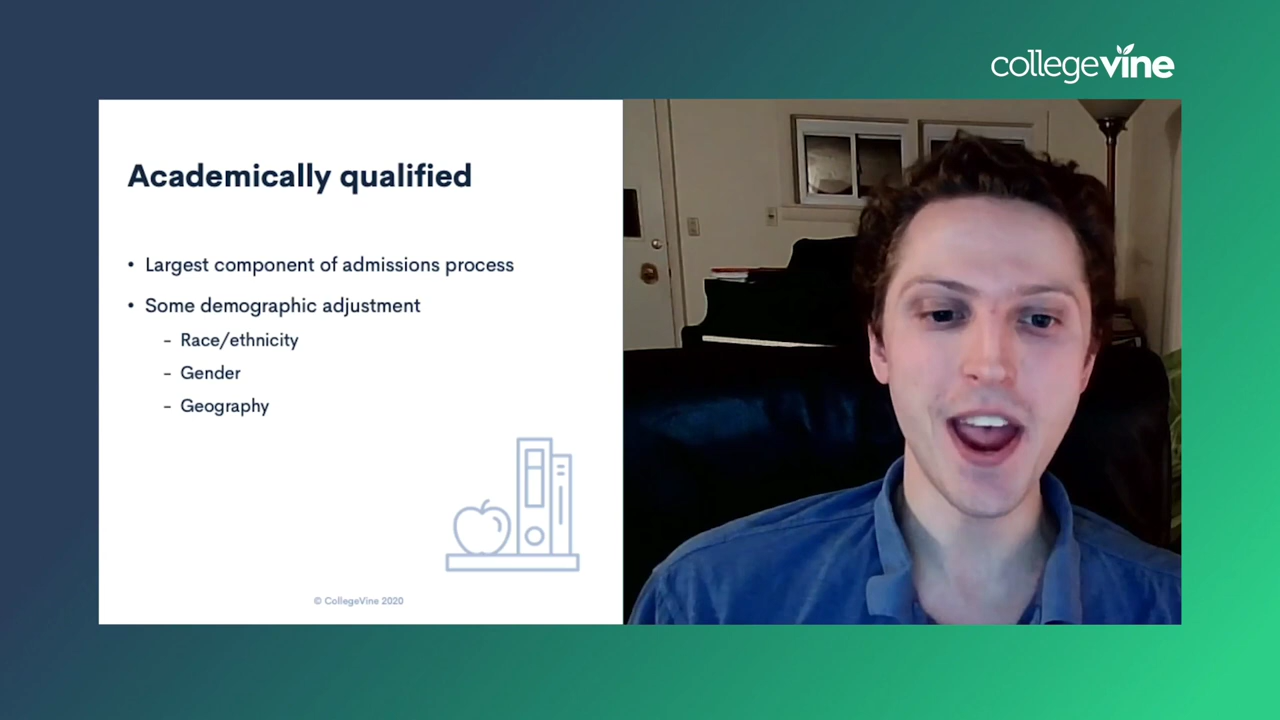 collegevine
Academically qualified
• Largest component of admissions process
• Some demographic adjustment
– Race/ethnicity
– Gender
– Geography
© CollegeVine 2020